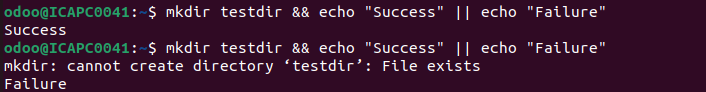 odoo@ICAPC0041:~$ mkdir testdir && echo "Success" || echo "Failure"
Success
odoo@ICAPC0041:~$ mkdir testdir && echo "Success" || echo "Failure"
mkdir: cannot create directory ‘testdir’: File exists
Failure